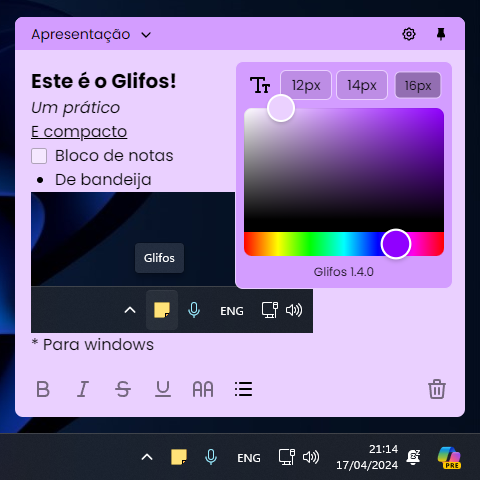 Apresentação
Este é o Glifos!
Um prático
E compacto
Bloco de notas
De bandeija
12px
14px
16px
Glifos 1.4.0
Glifos
ENG
* Para windows
B I S U AA
ENG
21:14
17/04/2024
PRE